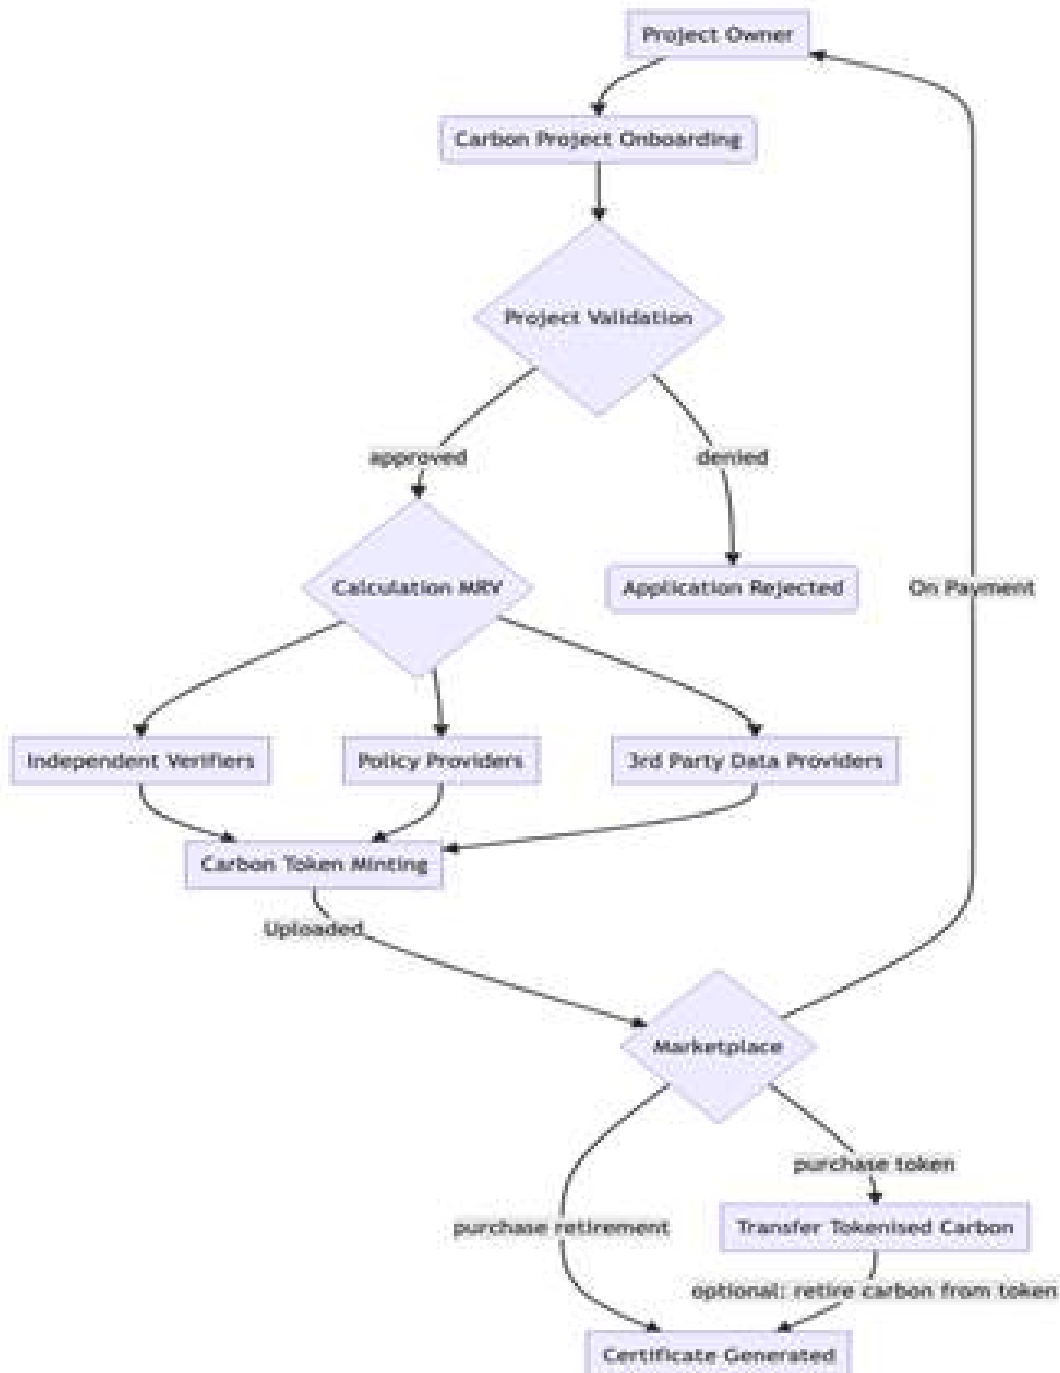 Project Owner
Carbon Project Onboarding
Project Validation
approved
denied
Calculation MRV
Application Rejected
On Payment
Independent Verifiers
Policy Providers
3rd Party Data Providers
Carbon Token Minting
Uploaded
Marketplace
purchase token
purchase retirement
Transfer Tokenised Carbon
optional: retire carbon from token
Certificate Generated